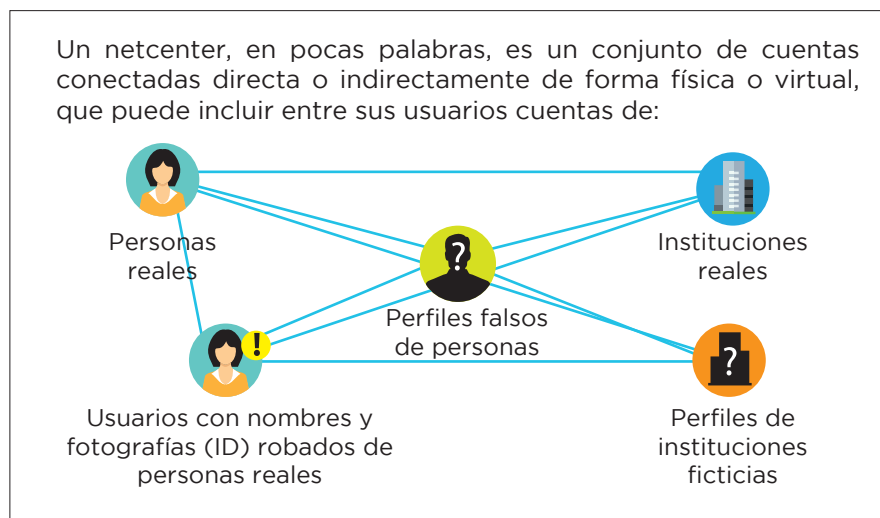 Un netcenter, en pocas palabras, es un conjunto de cuentas
conectadas directa o indirectamente de forma física o virtual,
que puede incluir entre sus usuarios cuentas de:
Personas
reales
?
Perfiles falsos
de personas
Instituciones
reales
!
Usuarios con nombres y
fotografías (ID) robados de
personas reales
?
Perfiles de
instituciones
ficticias